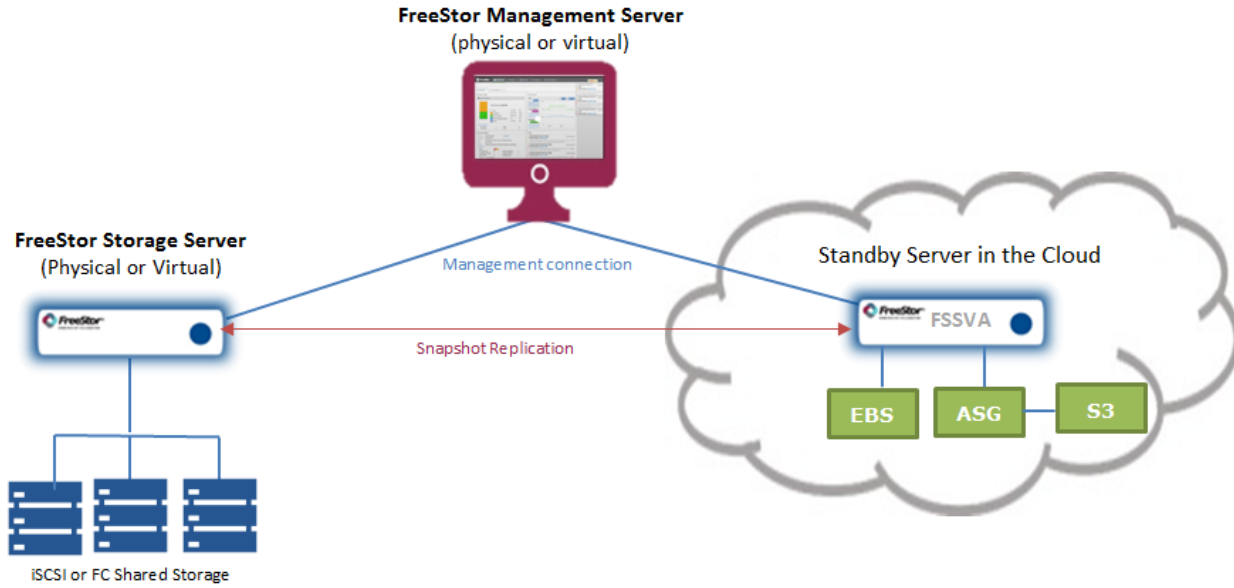 FreeStor Management Server
(physical or virtual)
FreeStor Storage Server
(Physical or Virtual)
Management connection
Standby Server in the Cloud
FreeStor
FreeStor
FSSVA
Snapshot Replication
EBS
ASG
S3
iSCSI or FC Shared Storage